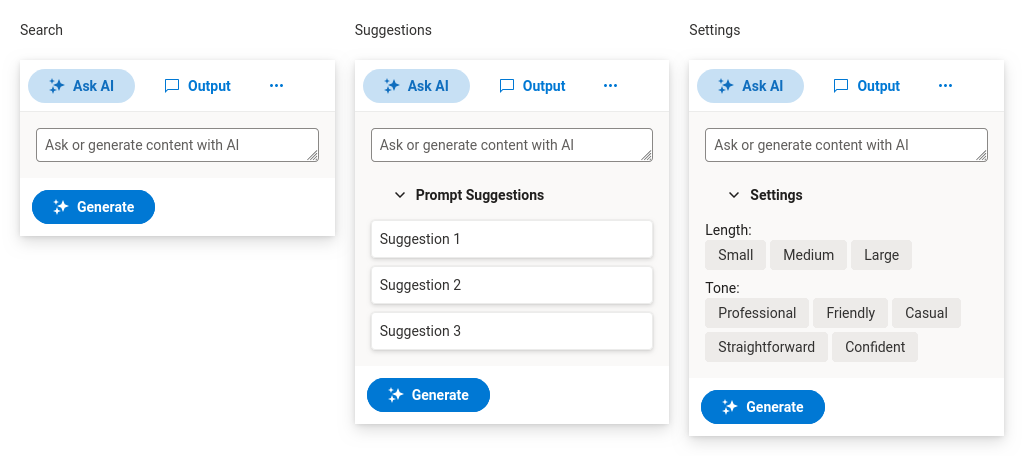 Search
Ask AI Output ...
Ask or generate content with AI
Generate
Suggestions
Ask AI Output ...
Ask or generate content with AI
Prompt Suggestions
Suggestion 1
Suggestion 2
Suggestion 3
Generate
Settings
Ask AI Output ...
Ask or generate content with AI
Settings
Length:
Small Medium Large
Tone:
Professional Friendly Casual
Straightforward Confident
Generate